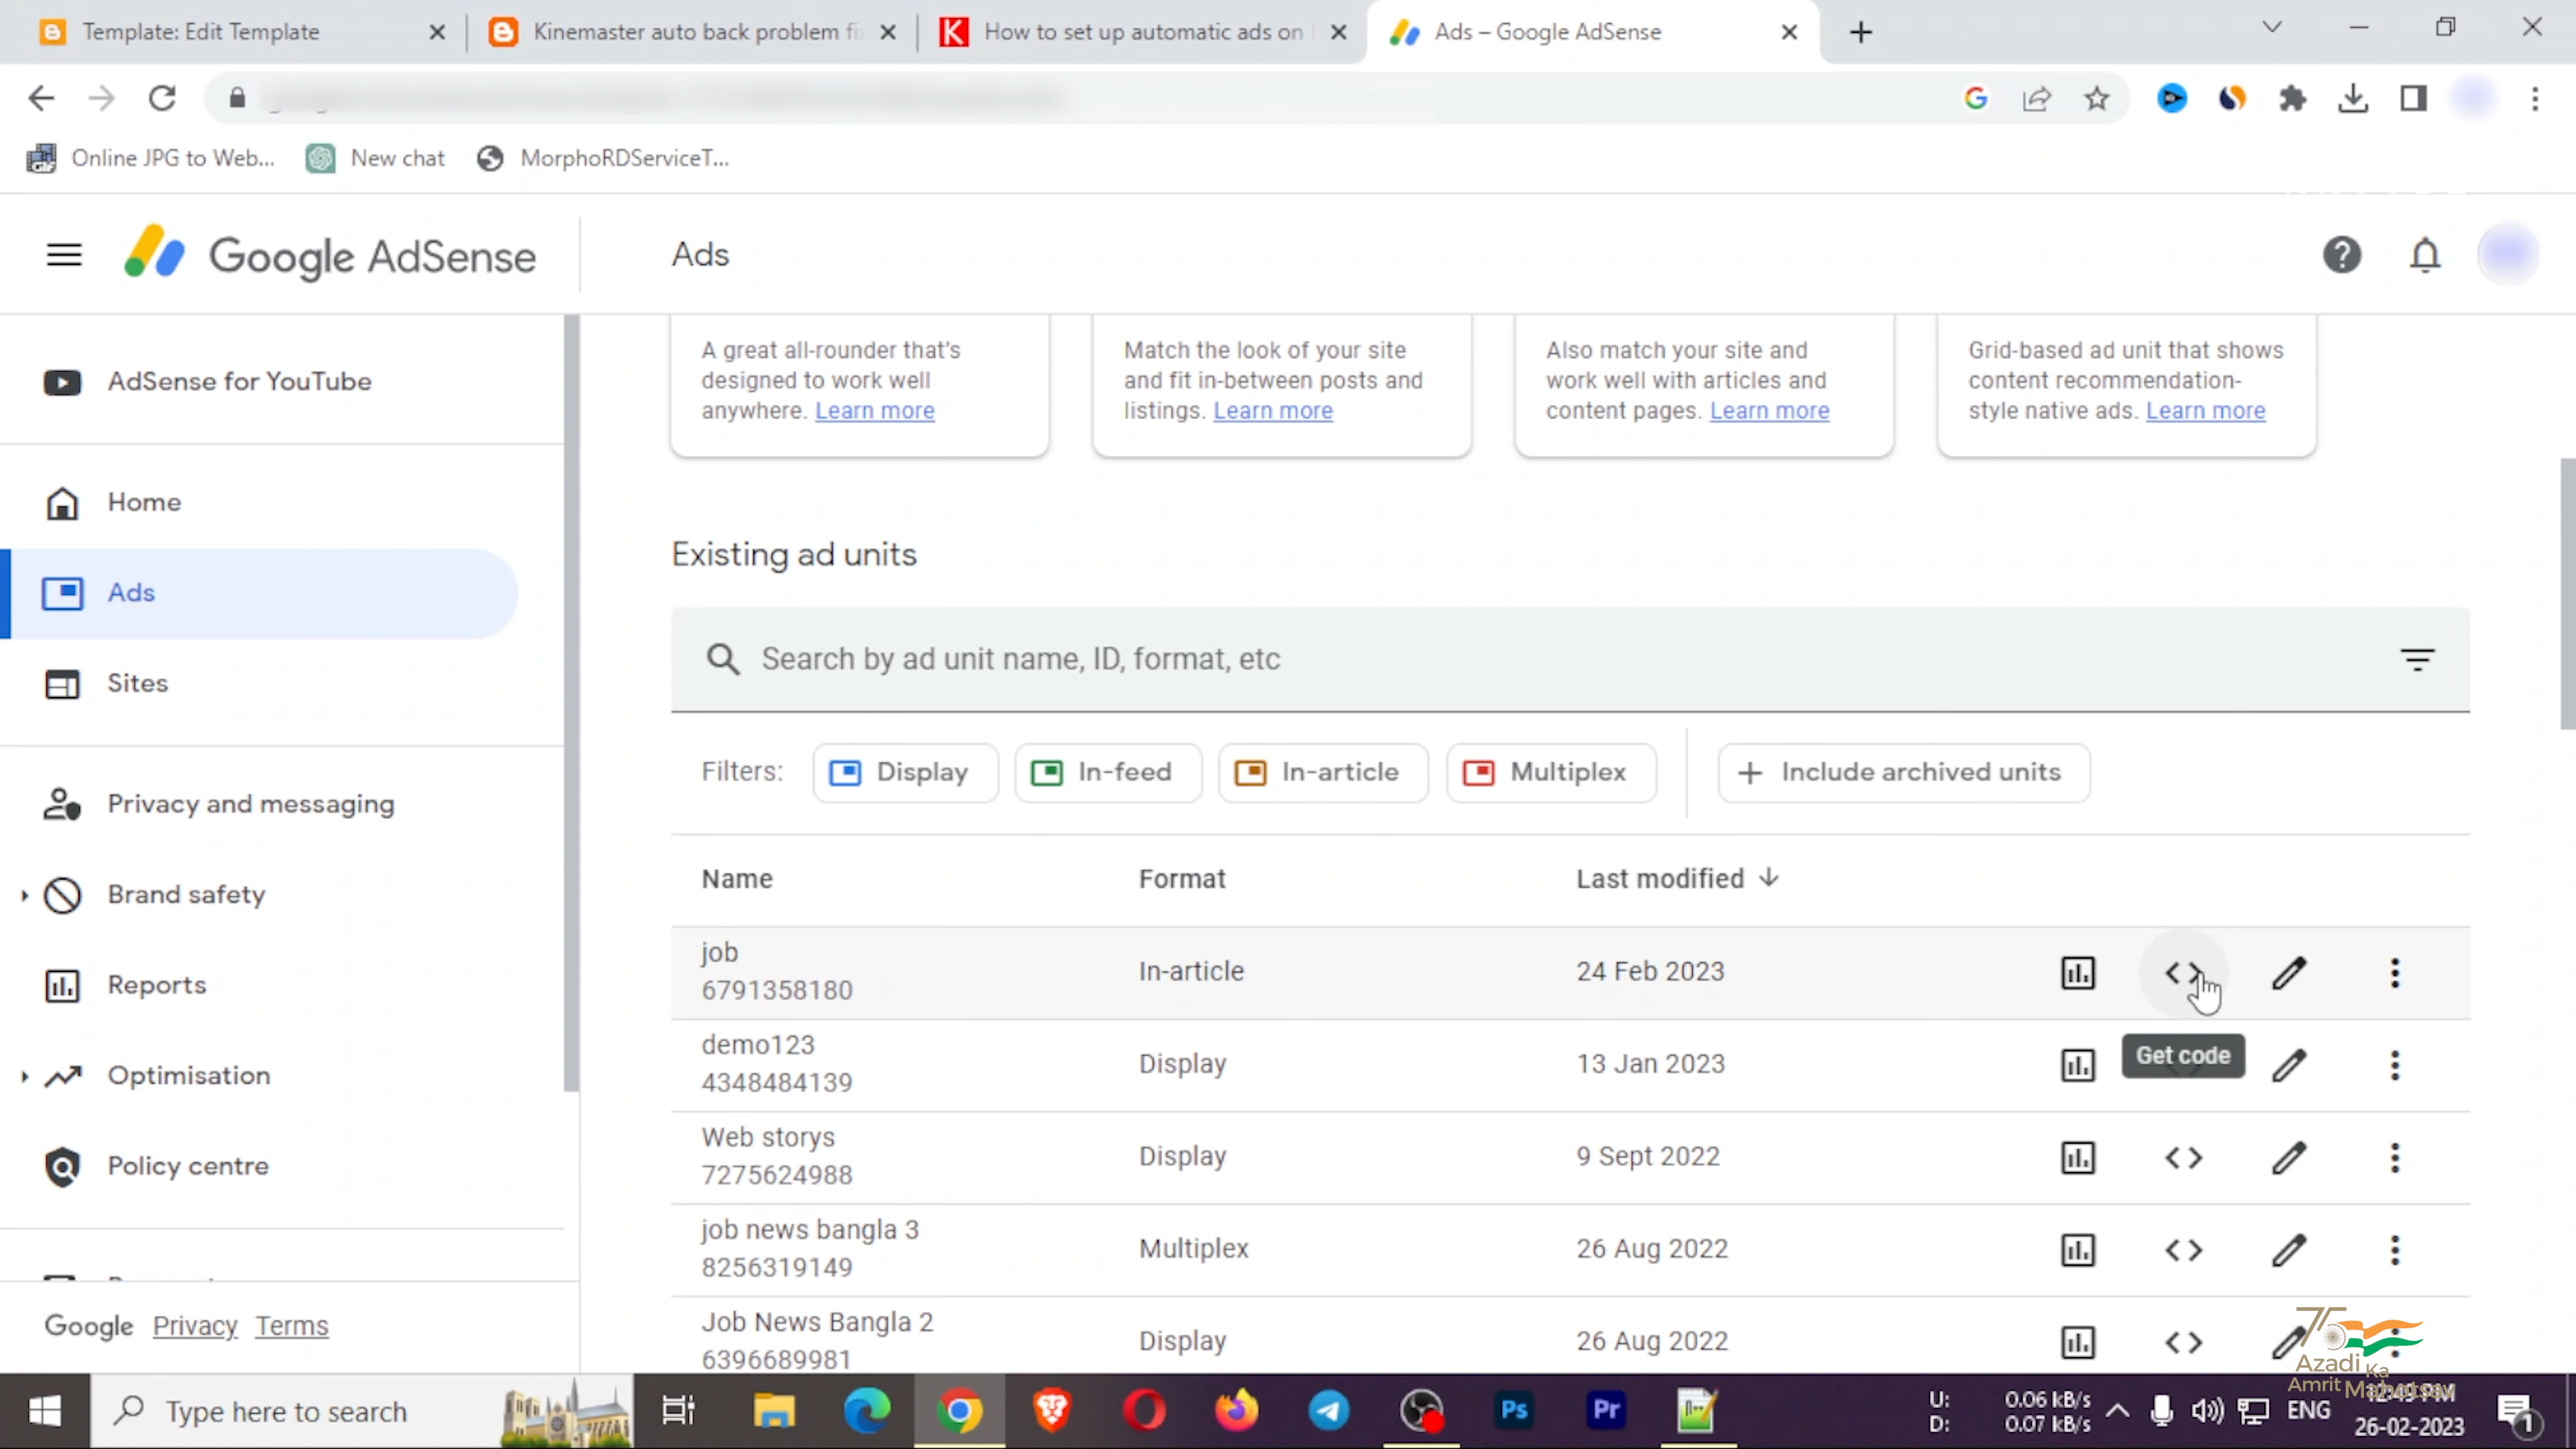 Template: Edit Template
Kinemaster auto back problem fi
How to set up automatic ads on
Ads – Google AdSense
Online JPG to Web...
New chat
MorphoRDServiceT...
Google AdSense
Ads
AdSense for YouTube
Home
Ads
Sites
Privacy and messaging
Brand safety
Reports
Optimisation
Policy centre
Google Privacy Terms
A great all-rounder that's
designed to work well
anywhere. Learn more
Match the look of your site
and fit in-between posts and
listings. Learn more
Also match your site and
work well with articles and
content pages. Learn more
Grid-based ad unit that shows
content recommendation-
style native ads. Learn more
Existing ad units
Search by ad unit name, ID, format, etc
Filters: Display In-feed In-article Multiplex + Include archived units
Name Format Last modified
job
6791358180
In-article 24 Feb 2023
Get code
demo123
4348484139
Display 13 Jan 2023
Web storys
7275624988
Display 9 Sept 2022
job news bangla 3
8256319149
Multiplex 26 Aug 2022
Job News Bangla 2
6396689981
Display 26 Aug 2022
75
Azadi Ka
Amrit Mahotsav
Type here to search
Ps
Pr
U: 0.06 kB/s
D: 0.07 kB/s
ENG
26-02-2023
1